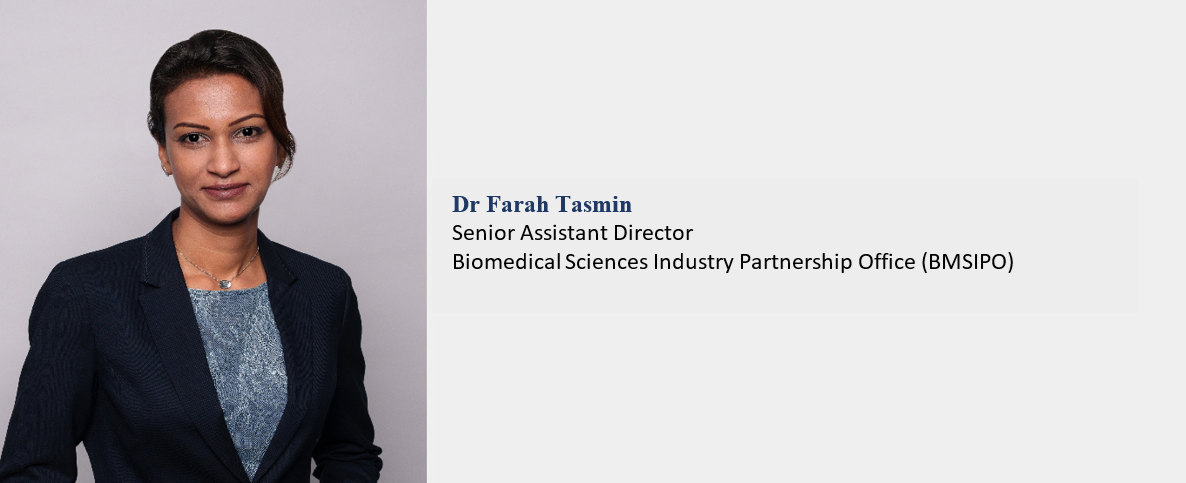 Dr Farah Tasmin
Senior Assistant Director
Biomedical Sciences Industry Partnership Office (BMSIPO)